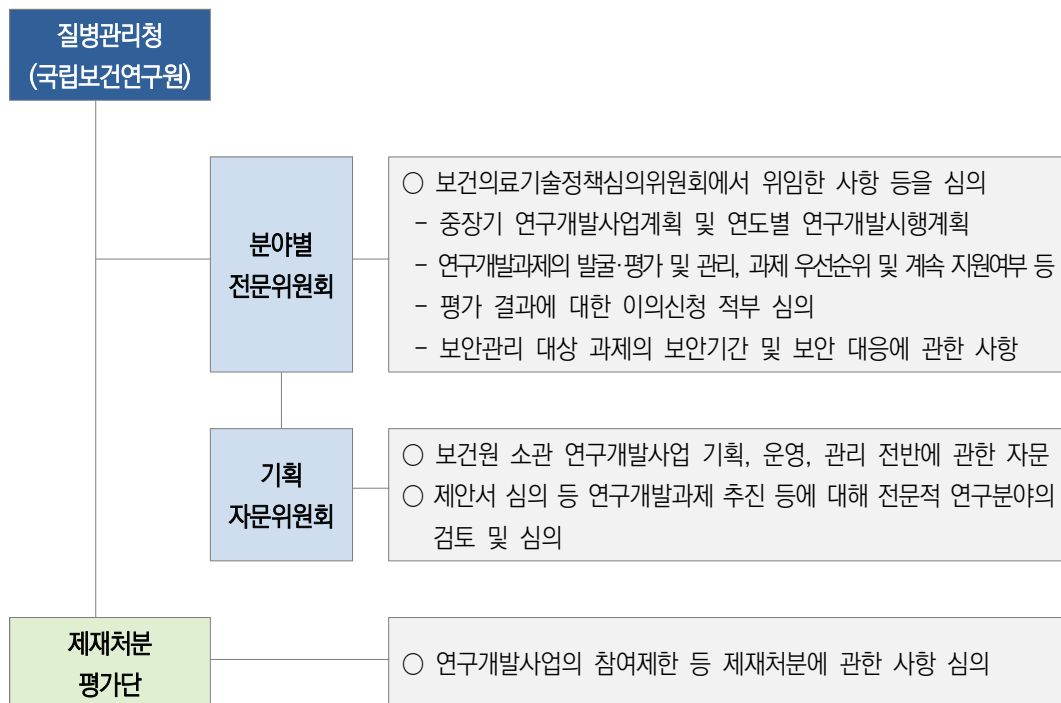 질병관리청
(국립보건연구원)
분야별
전문위원회
○ 보건의료기술정책심의위원회에서 위임한 사항 등을 심의
- 중장기 연구개발사업계획 및 연도별 연구개발시행계획
- 연구개발과제의 발굴·평가 및 관리, 과제 우선순위 및 계속 지원여부 등
- 평가 결과에 대한 이의신청 적부 심의
- 보안관리 대상 과제의 보안기간 및 보안 대응에 관한 사항
기획
자문위원회
○ 보건원 소관 연구개발사업 기획, 운영, 관리 전반에 관한 자문
○ 제안서 심의 등 연구개발과제 추진 등에 대해 전문적 연구분야의
검토 및 심의
제재처분
평가단
○ 연구개발사업의 참여제한 등 제재처분에 관한 사항 심의